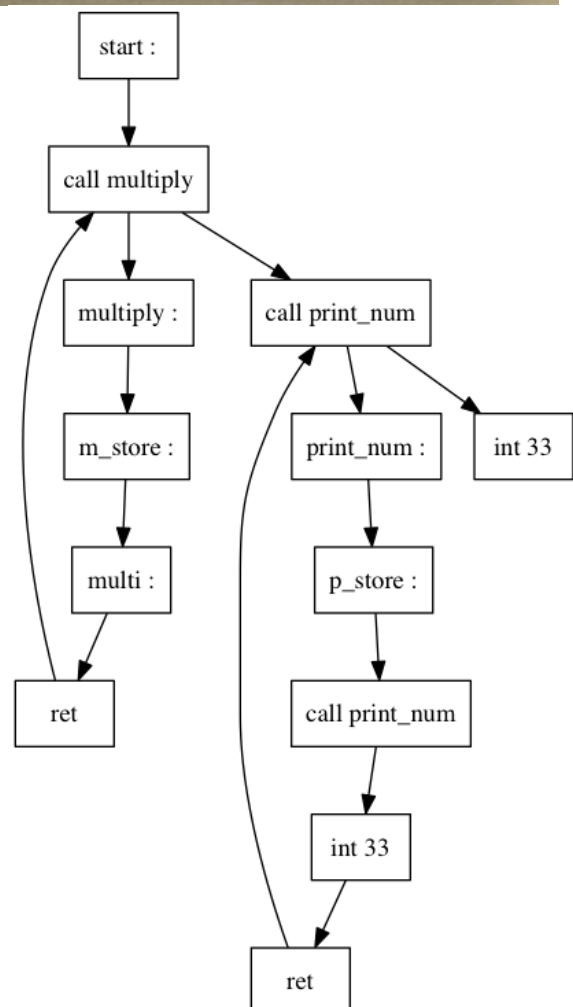 start :
call multiply
multiply :
call print_num
m_store :
print_num :
int 33
multi :
p_store :
ret
call print_num
int 33
ret